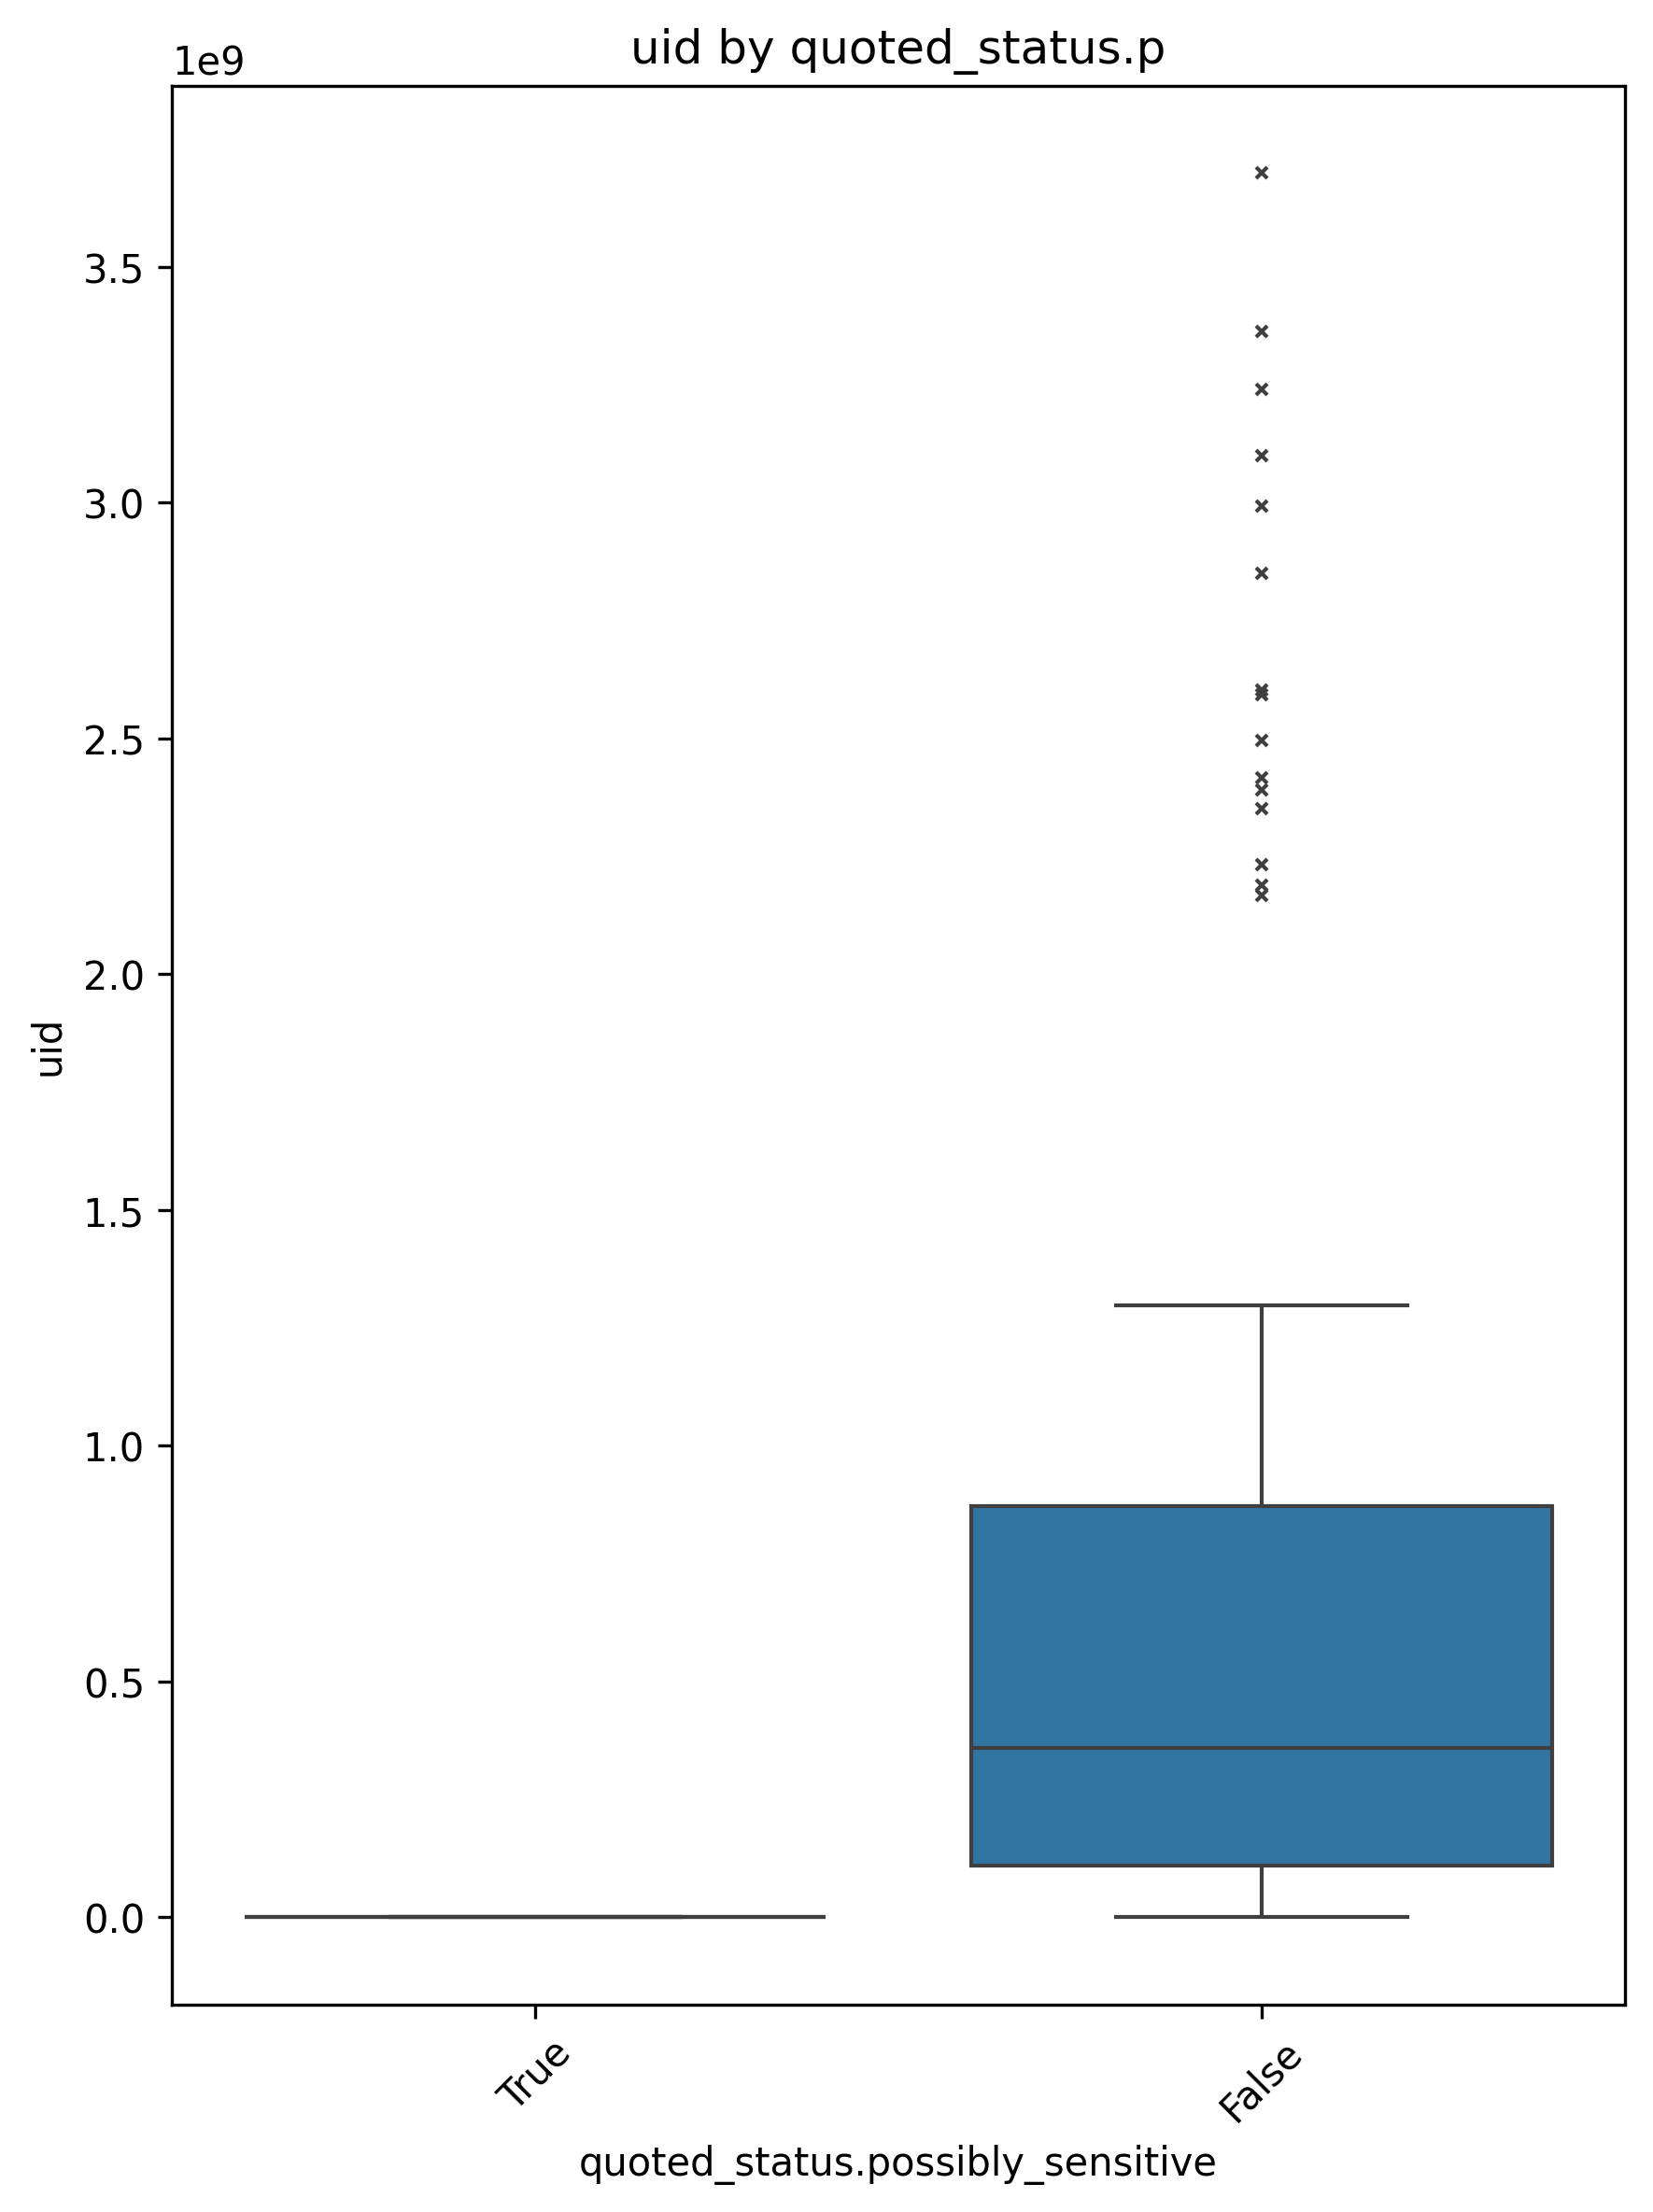 uid by quoted_status.p
1e9
3.5
3.0
2.5
2.0
1.5
1.0
0.5
0.0
uid
True
False
quoted_status.possibly_sensitive